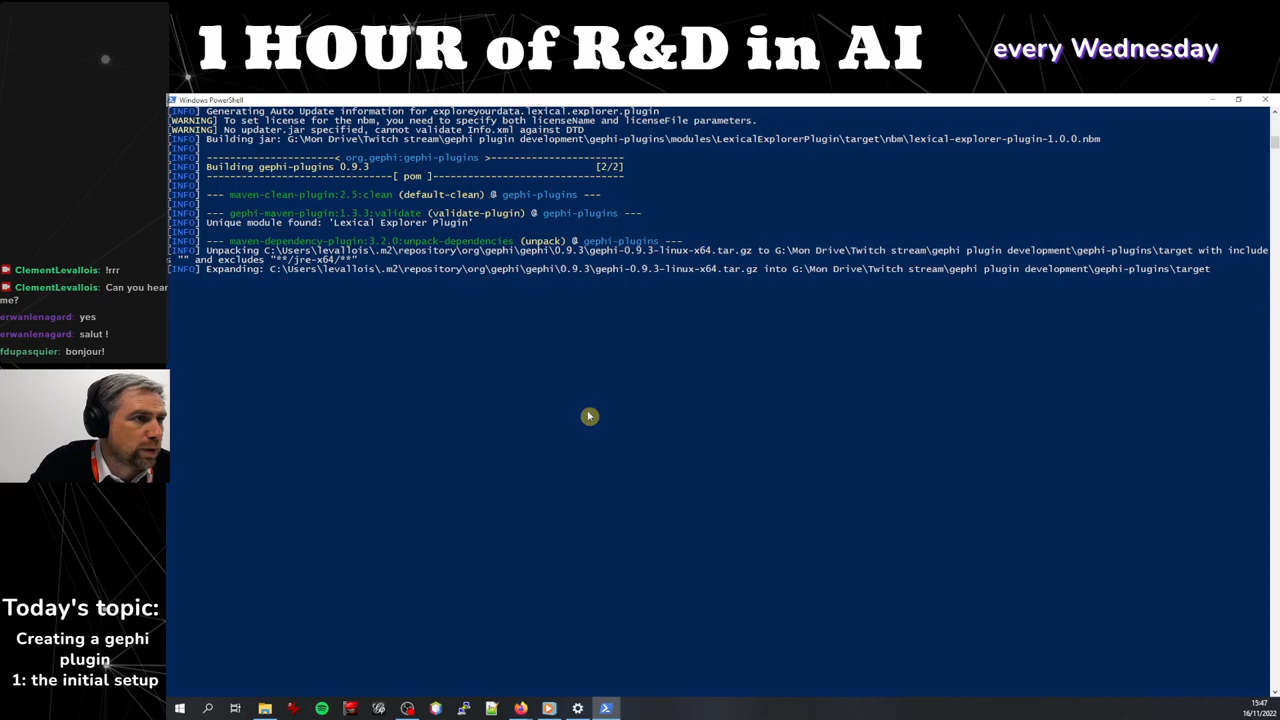 1 HOUR of R&D in AI
every Wednesday
Windows PowerShell
[INFO] Generating Auto Update information for exploreyourdata.lexical.explorer.plugin
[WARNING] To set license for the nbm, you need to specify both licenseName and licenseFile parameters.
[WARNING] No updater.jar specified, cannot validate Info.xml against DTD
[INFO] Building jar: G:\Mon Drive\Twitch stream\gephi plugin development\gephi-plugins\modules\LexicalExplorerPlugin\target\nbm\lexical-explorer-plugin-1.0.0.nbm
[INFO]
[INFO] ----------------------< org.gephi:gephi-plugins >-----------------------
[INFO] Building gephi-plugins 0.9.3 [2/2]
[INFO] --------------------------------[ pom ]---------------------------------
[INFO]
[INFO] --- maven-clean-plugin:2.5:clean (default-clean) @ gephi-plugins ---
[INFO]
[INFO] --- gephi-maven-plugin:1.3.3:validate (validate-plugin) @ gephi-plugins ---
[INFO] Unique module found: 'Lexical Explorer Plugin'
[INFO]
[INFO] --- maven-dependency-plugin:3.2.0:unpack-dependencies (unpack) @ gephi-plugins ---
[INFO] Unpacking C:\Users\levallois\.m2\repository\org\gephi\gephi\0.9.3\gephi-0.9.3-linux-x64.tar.gz to G:\Mon Drive\Twitch stream\gephi plugin development\gephi-plugins\target with include
s "" and excludes "**/jre-x64/**"
[INFO] Expanding: C:\Users\levallois\.m2\repository\org\gephi\gephi\0.9.3\gephi-0.9.3-linux-x64.tar.gz into G:\Mon Drive\Twitch stream\gephi plugin development\gephi-plugins\target
ClementLevallois: !rrr
ClementLevallois: Can you hear
me?
erwanlenagard: yes
erwanlenagard: salut !
fdupasquier: bonjour!
Today's topic:
Creating a gephi
plugin
1: the initial setup
15:47
16/11/2022